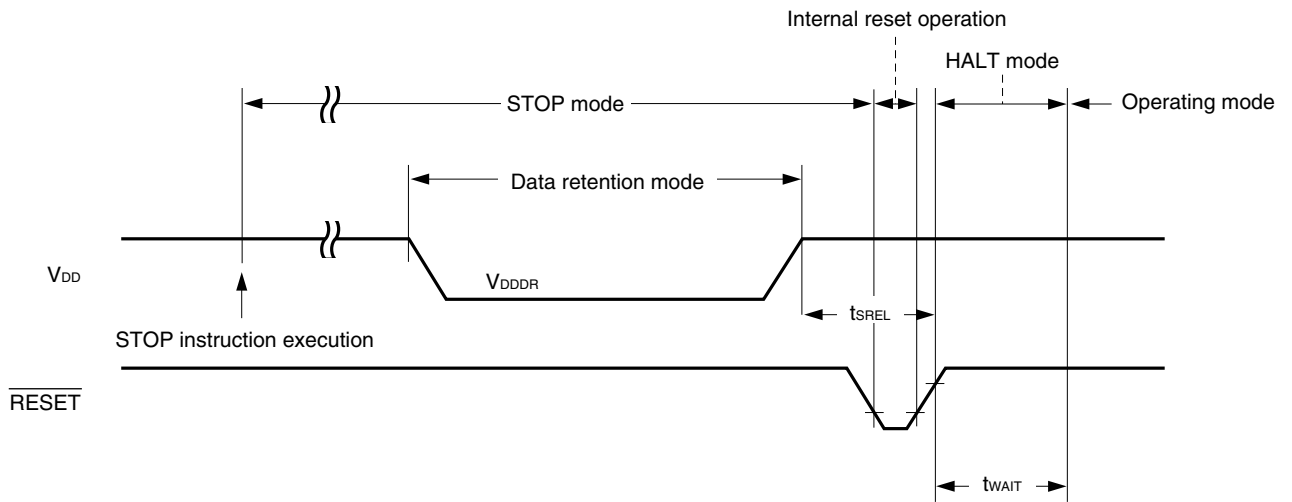 Internal reset operation
HALT mode
STOP mode
Operating mode
Data retention mode
VDD
VDDDR
STOP instruction execution
tSREL
RESET
tWAIT